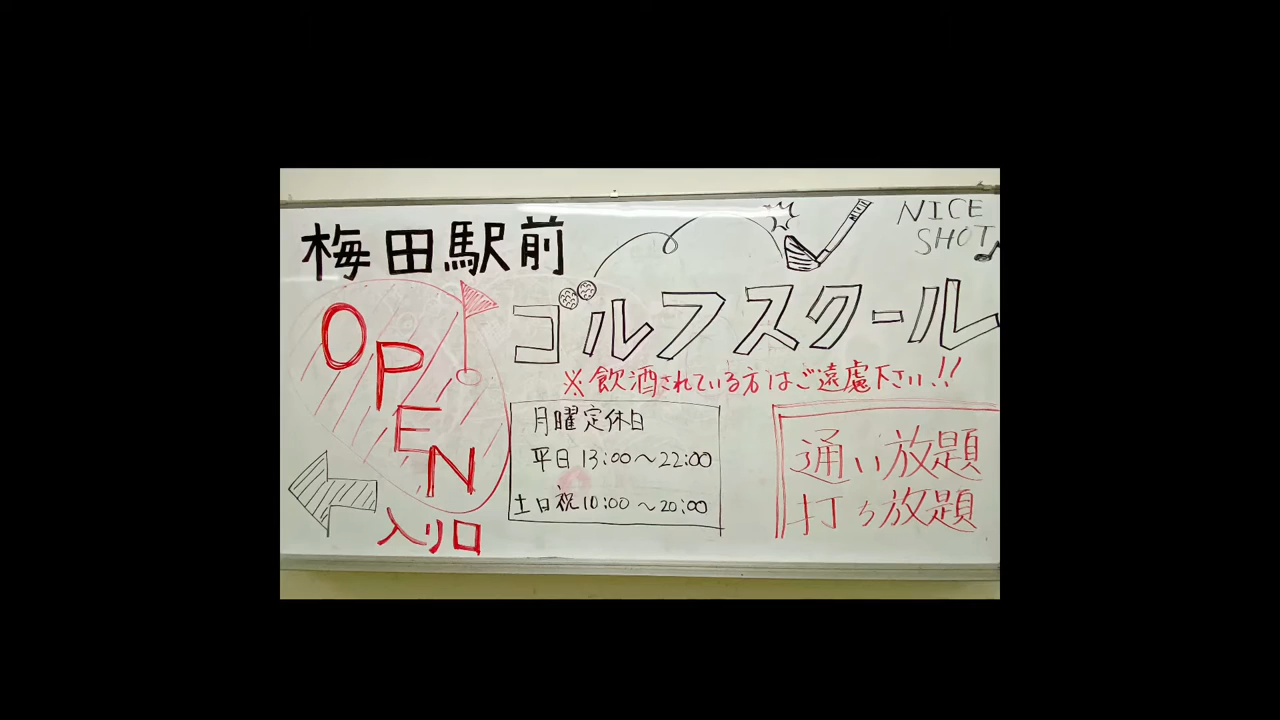 梅田駅前
NICE
SHOT♪
ゴルフスクール
OPEN
※飲酒されている方はご遠慮下さい!!
月曜定休日
平日 13:00〜22:00
土日祝 10:00〜20:00
通い放題
打ち放題
入り口